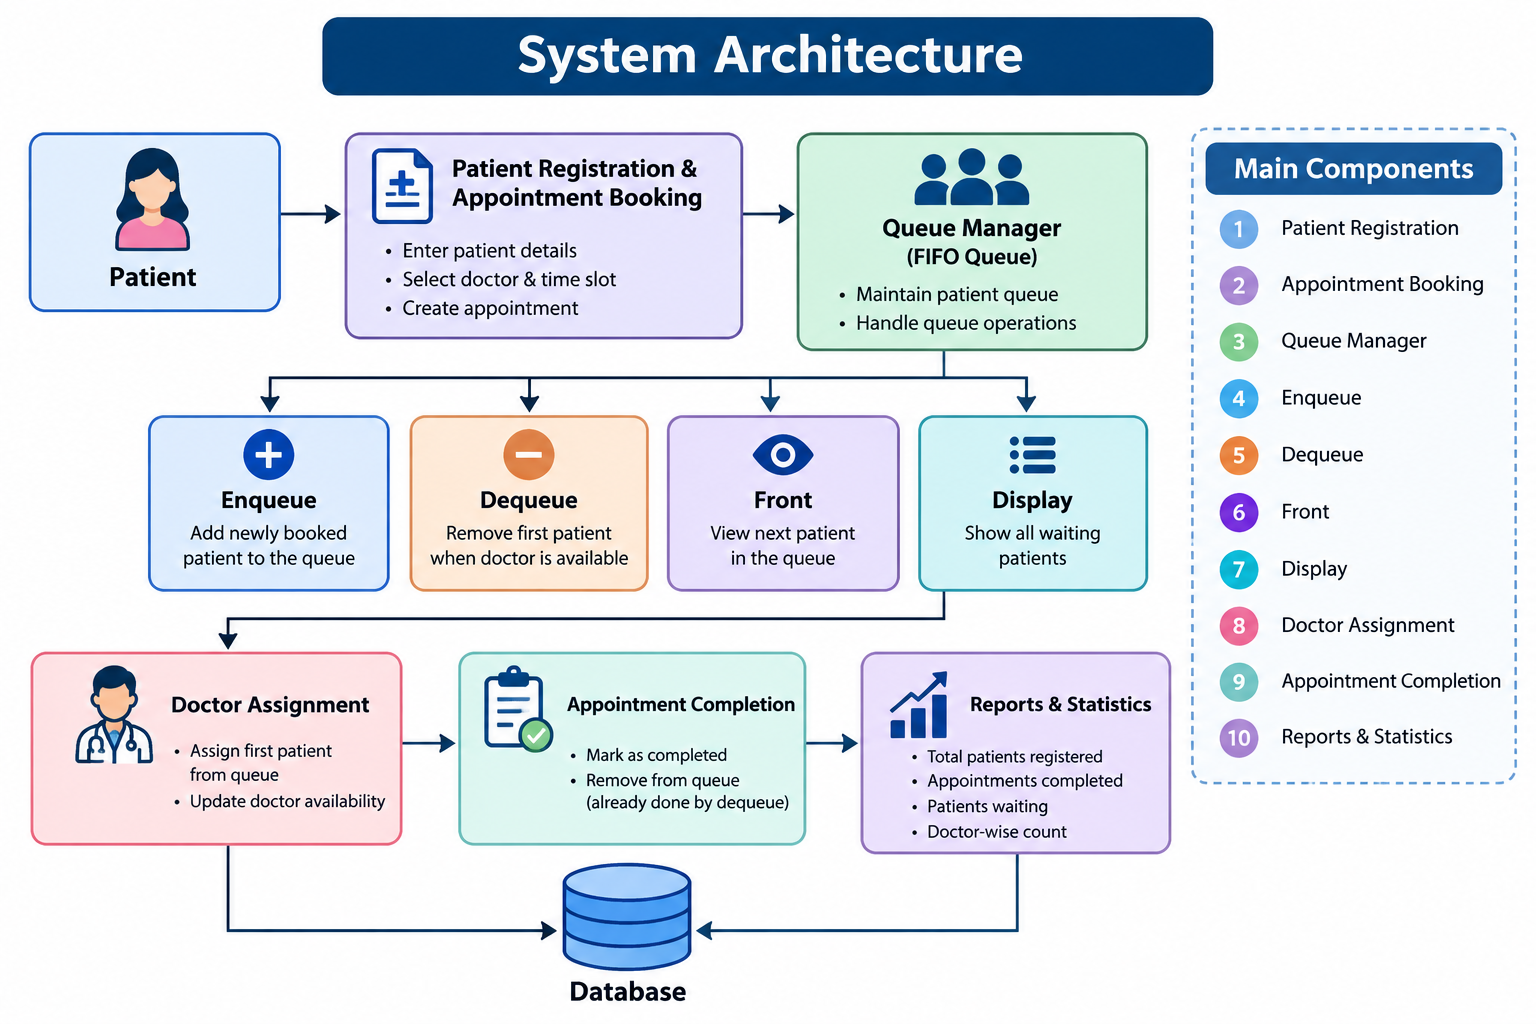 System Architecture
Patient
Patient Registration &
Appointment Booking
• Enter patient details
• Select doctor & time slot
• Create appointment
Queue Manager
(FIFO Queue)
• Maintain patient queue
• Handle queue operations
Enqueue
Add newly booked
patient to the queue
Dequeue
Remove first patient
when doctor is available
Front
View next patient
in the queue
Display
Show all waiting
patients
Doctor Assignment
• Assign first patient
from queue
• Update doctor availability
Appointment Completion
• Mark as completed
• Remove from queue
(already done by dequeue)
Reports & Statistics
• Total patients registered
• Appointments completed
• Patients waiting
• Doctor-wise count
Database
Main Components
1 Patient Registration
2 Appointment Booking
3 Queue Manager
4 Enqueue
5 Dequeue
6 Front
7 Display
8 Doctor Assignment
9 Appointment Completion
10 Reports & Statistics